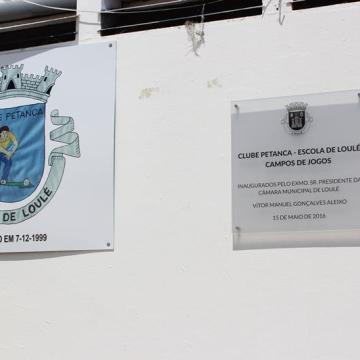 E PETANCA
DE LOULÉ
O EM 7-12-1999
CLUBE PETANCA - ESCOLA DE LOULÉ
CAMPOS DE JOGOS
INAUGURADOS PELO EXMO. SR. PRESIDENTE DA
CÂMARA MUNICIPAL DE LOULÉ
VÍTOR MANUEL GONÇALVES ALEIXO
15 DE MAIO DE 2016